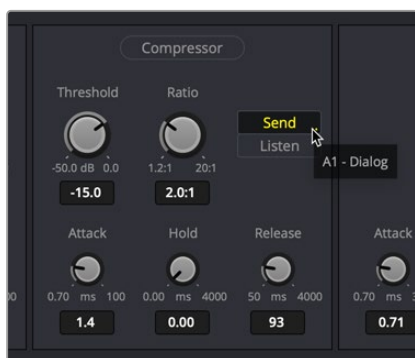 Compressor
Threshold
Ratio
Send
Listen
A1 - Dialog
-50.0 dB 0.0
1.2:1 20:1
-15.0
2.0:1
Attack
Hold
Release
Attack
00
0.70 ms 100
0.00 ms 4000
50 ms 4000
0.70 ms
1.4
0.00
93
0.71